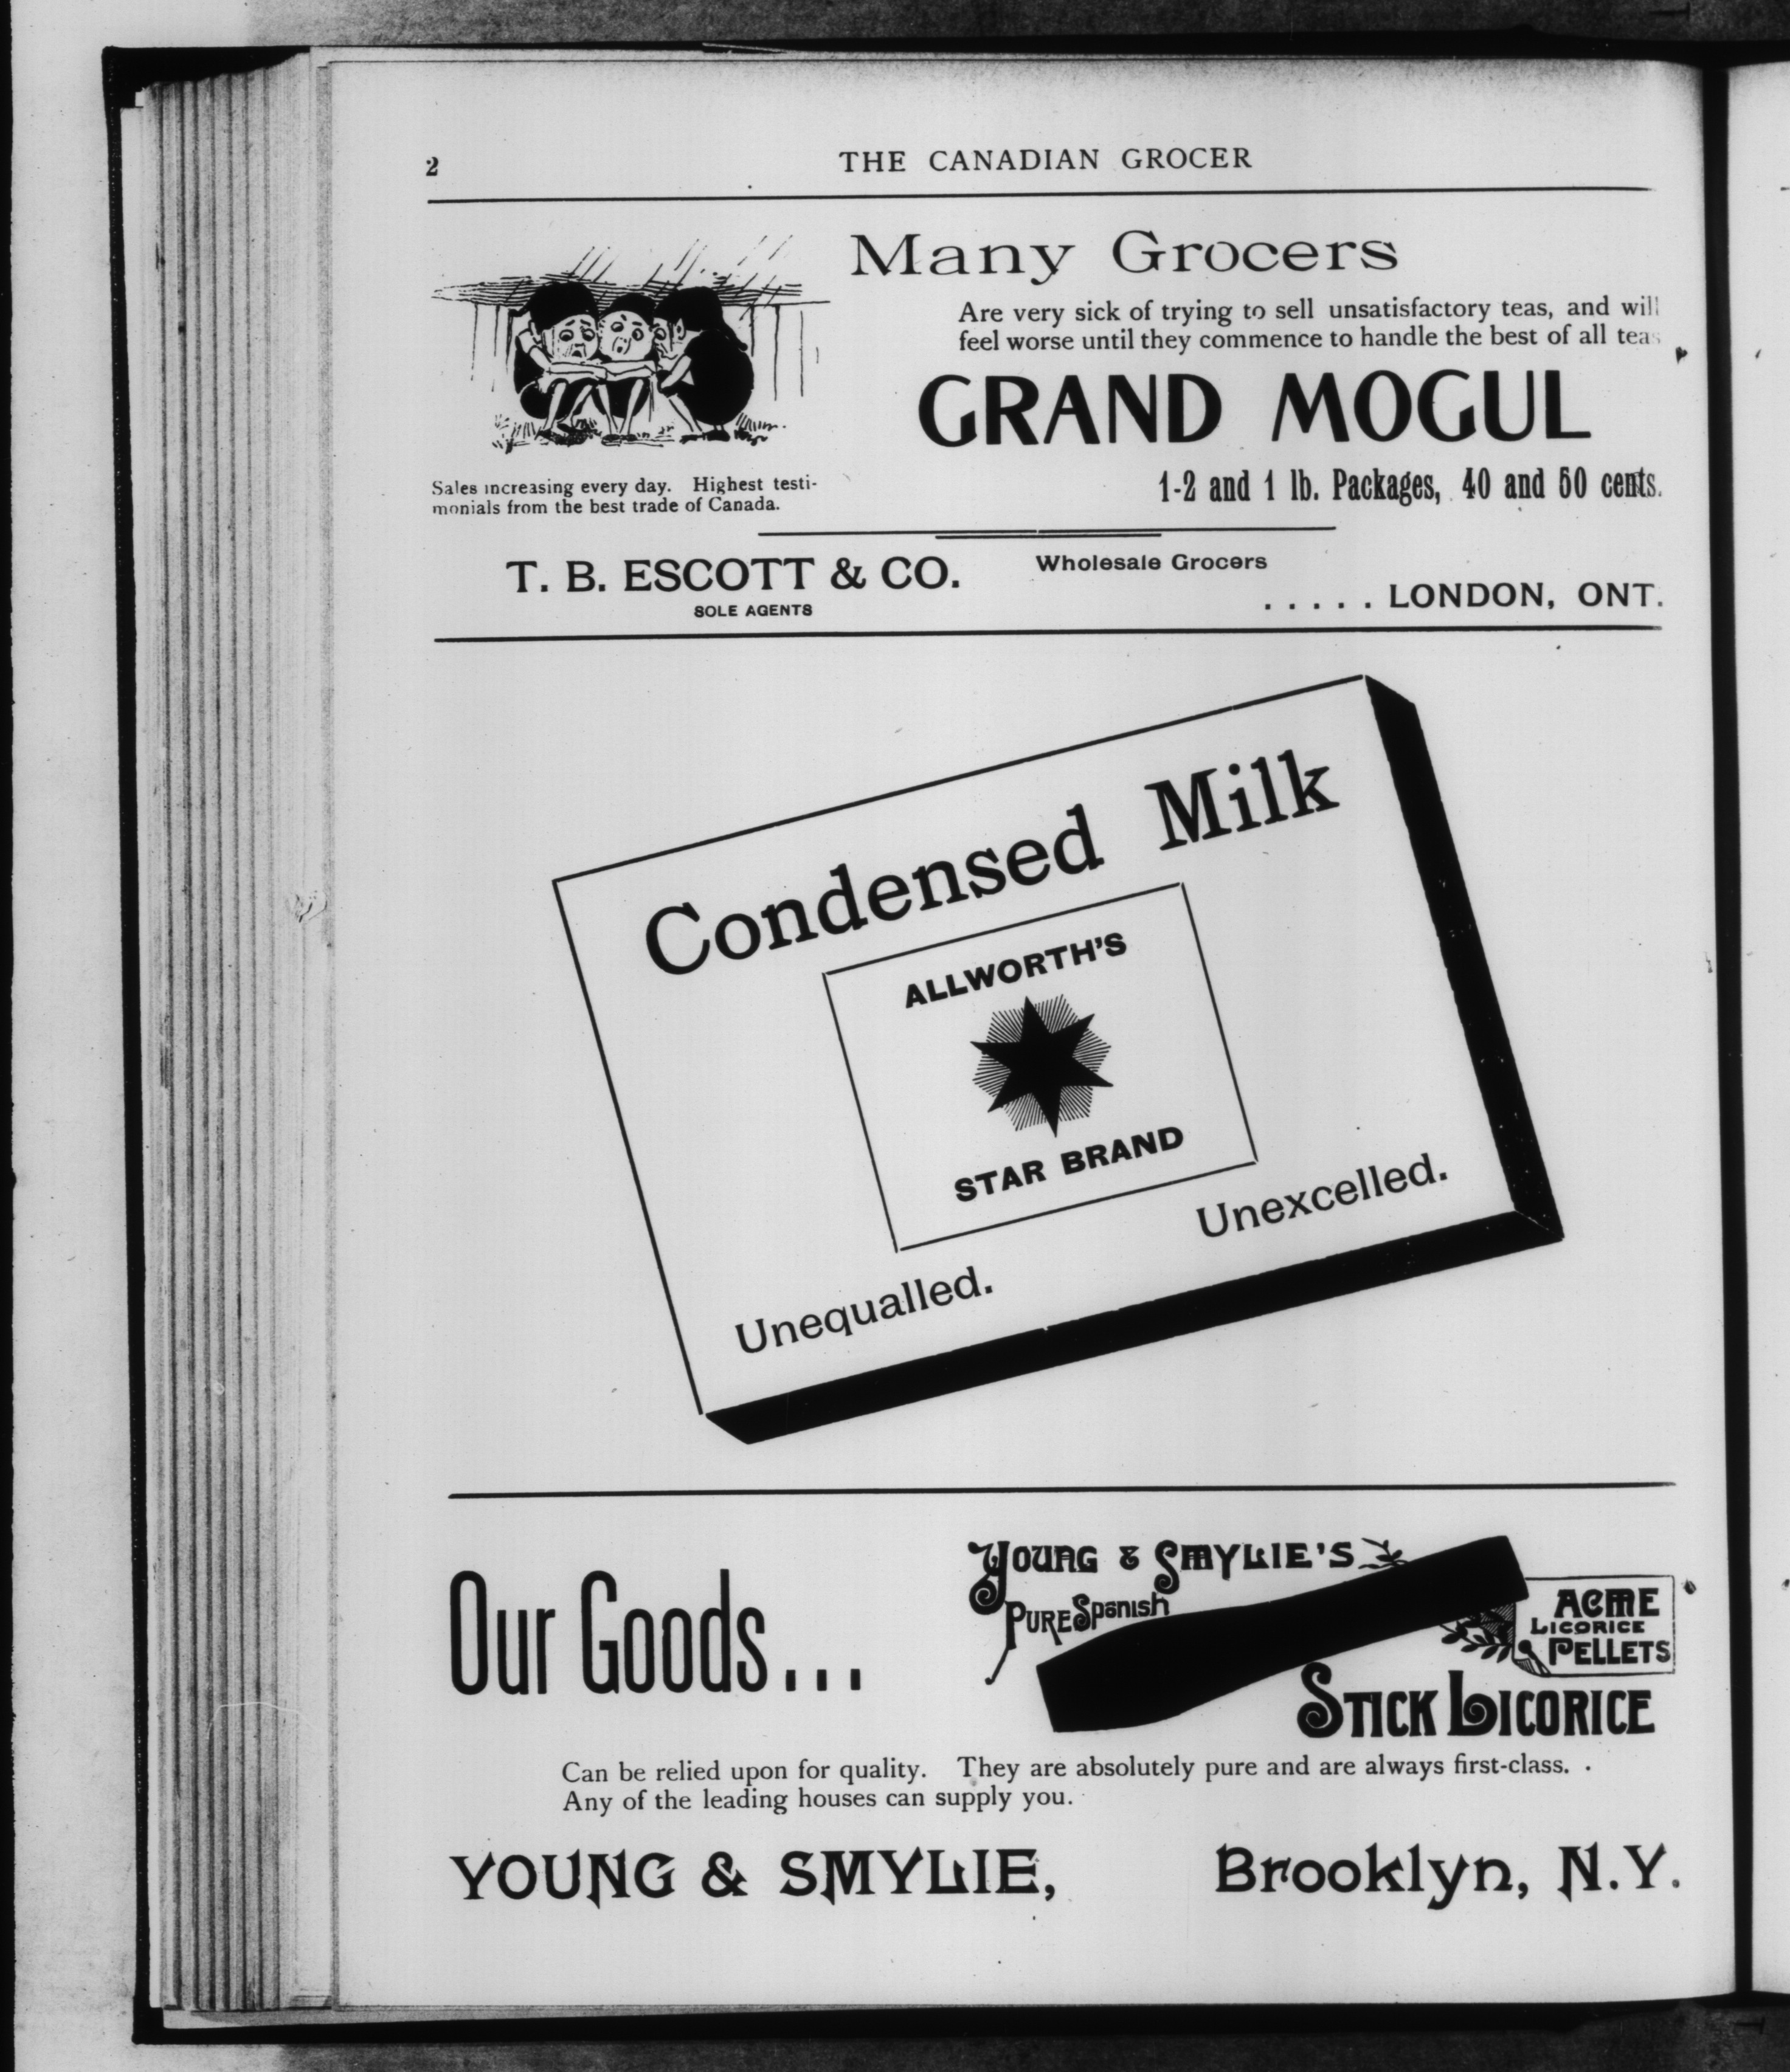 2
THE CANADIAN GROCER
Many Grocers
Are very sick of trying to sell unsatisfactory teas, and will
feel worse until they commence to handle the best of all teas
GRAND MOGUL
1-2 and 1 lb. Packages, 40 and 50 cents.
Sales increasing every day. Highest testi-
monials from the best trade of Canada.
T. B. ESCOTT & CO.
SOLE AGENTS
Wholesale Grocers
. . . . . LONDON, ONT.
Condensed Milk
ALLWORTH'S
STAR BRAND
Unequalled.
Unexcelled.
Our Goods...
YOUNG & SMYLIE'S
PURE Spanish
ACME
LICORICE
PELLETS
STICK LICORICE
Can be relied upon for quality. They are absolutely pure and are always first-class. .
Any of the leading houses can supply you.
YOUNG & SMYLIE,
Brooklyn, N.Y.